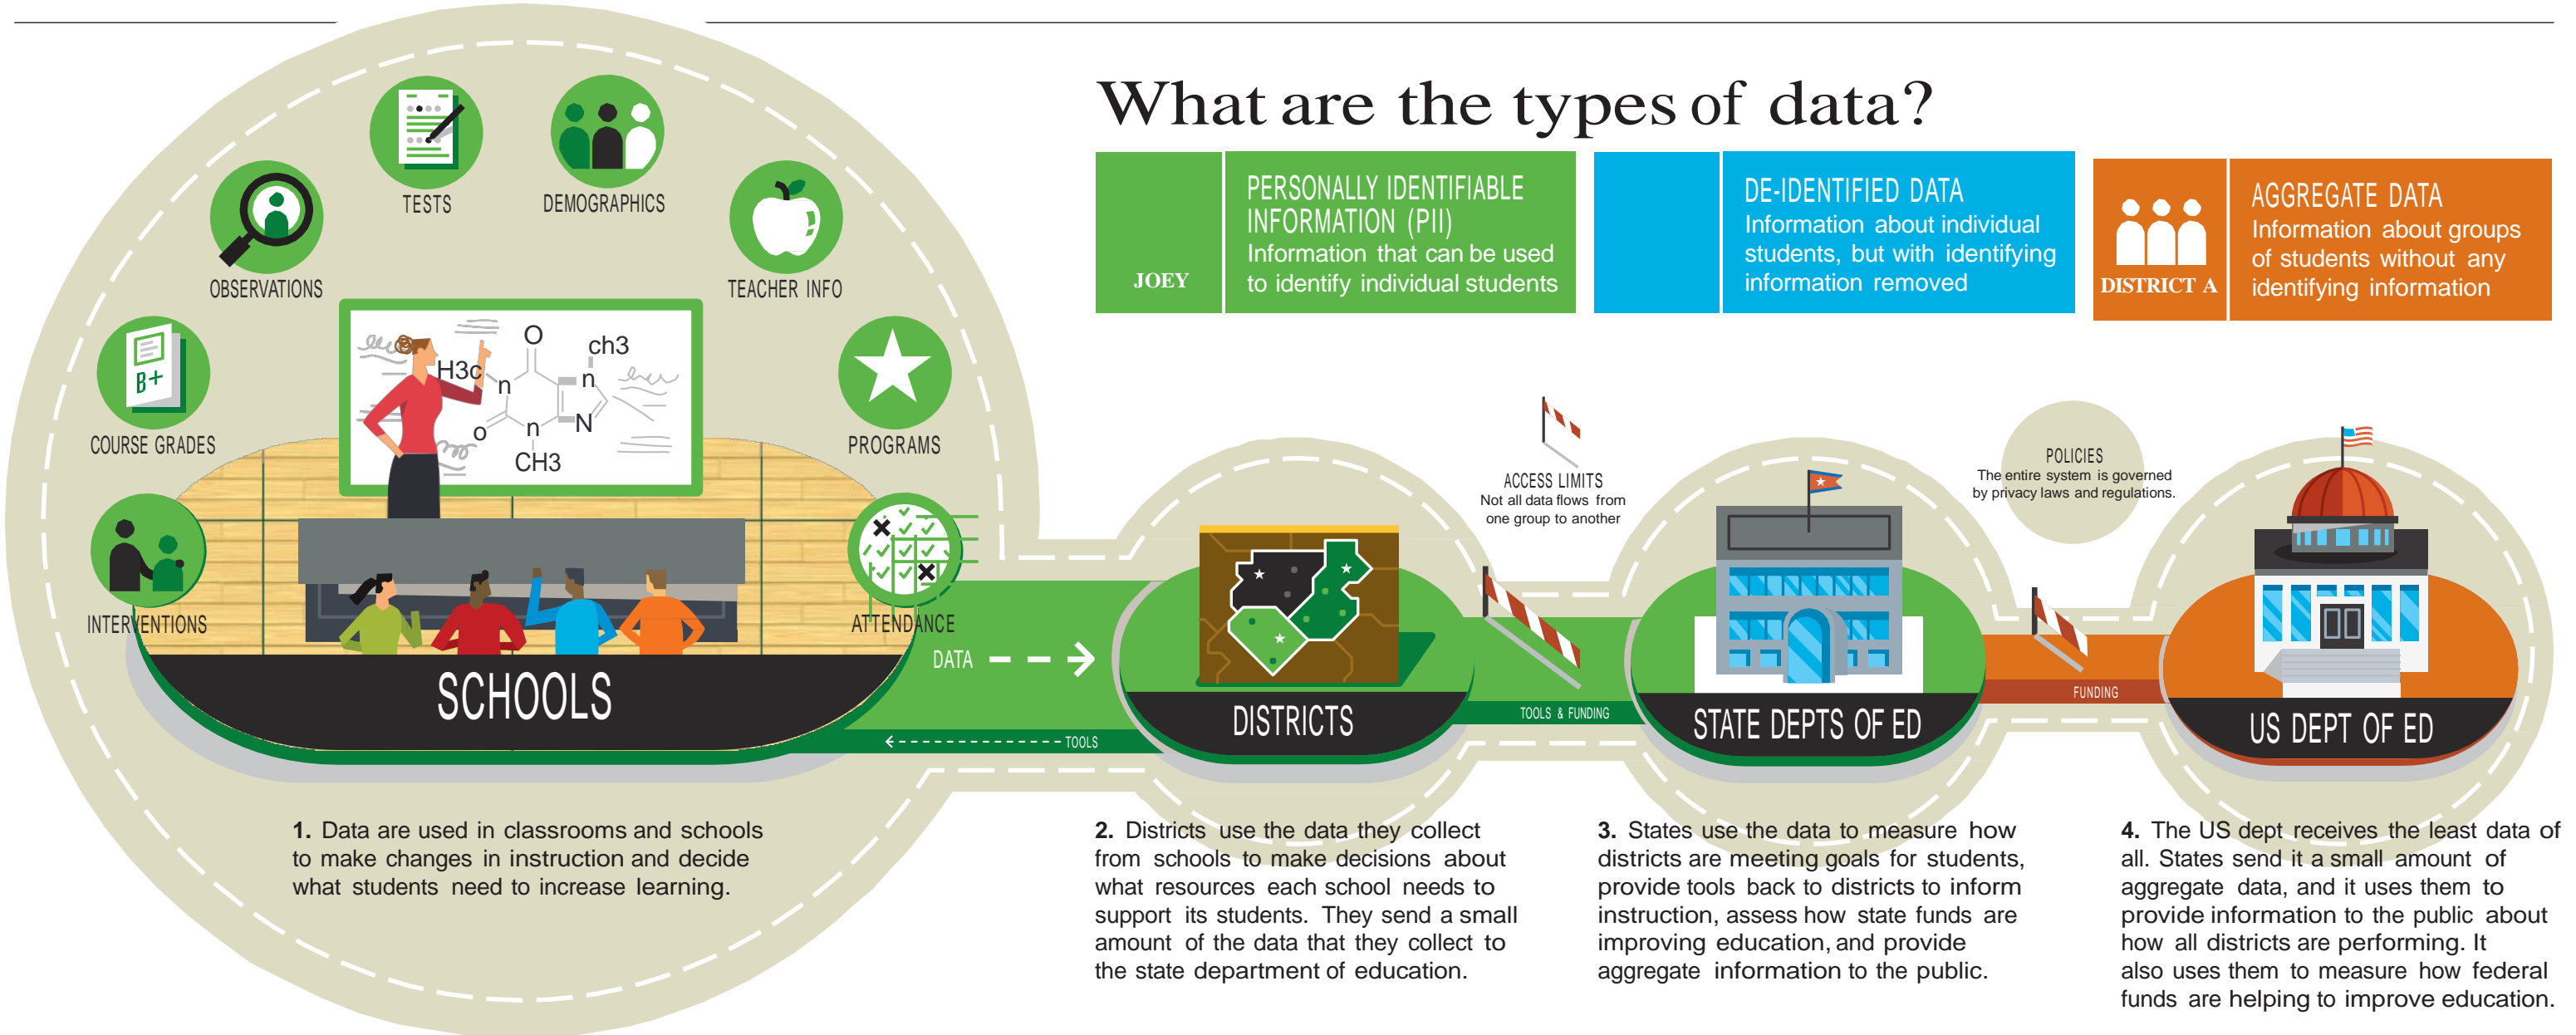 What are the types of data?
JOEY
PERSONALLY IDENTIFIABLE
INFORMATION (PII)
Information that can be used
to identify individual students
DE-IDENTIFIED DATA
Information about individual
students, but with identifying
information removed
DISTRICT A
AGGREGATE DATA
Information about groups
of students without any
identifying information
TESTS
DEMOGRAPHICS
OBSERVATIONS
TEACHER INFO
B+
COURSE GRADES
PROGRAMS
INTERVENTIONS
ATTENDANCE
O
ch3
H3c
n
n
o
n
N
CH3
SCHOOLS
DATA
TOOLS
DISTRICTS
ACCESS LIMITS
Not all data flows from
one group to another
TOOLS & FUNDING
STATE DEPTS OF ED
POLICIES
The entire system is governed
by privacy laws and regulations.
FUNDING
US DEPT OF ED
1. Data are used in classrooms and schools
to make changes in instruction and decide
what students need to increase learning.
2. Districts use the data they collect
from schools to make decisions about
what resources each school needs to
support its students. They send a small
amount of the data that they collect to
the state department of education.
3. States use the data to measure how
districts are meeting goals for students,
provide tools back to districts to inform
instruction, assess how state funds are
improving education, and provide
aggregate information to the public.
4. The US dept receives the least data of
all. States send it a small amount of
aggregate data, and it uses them to
provide information to the public about
how all districts are performing. It
also uses them to measure how federal
funds are helping to improve education.